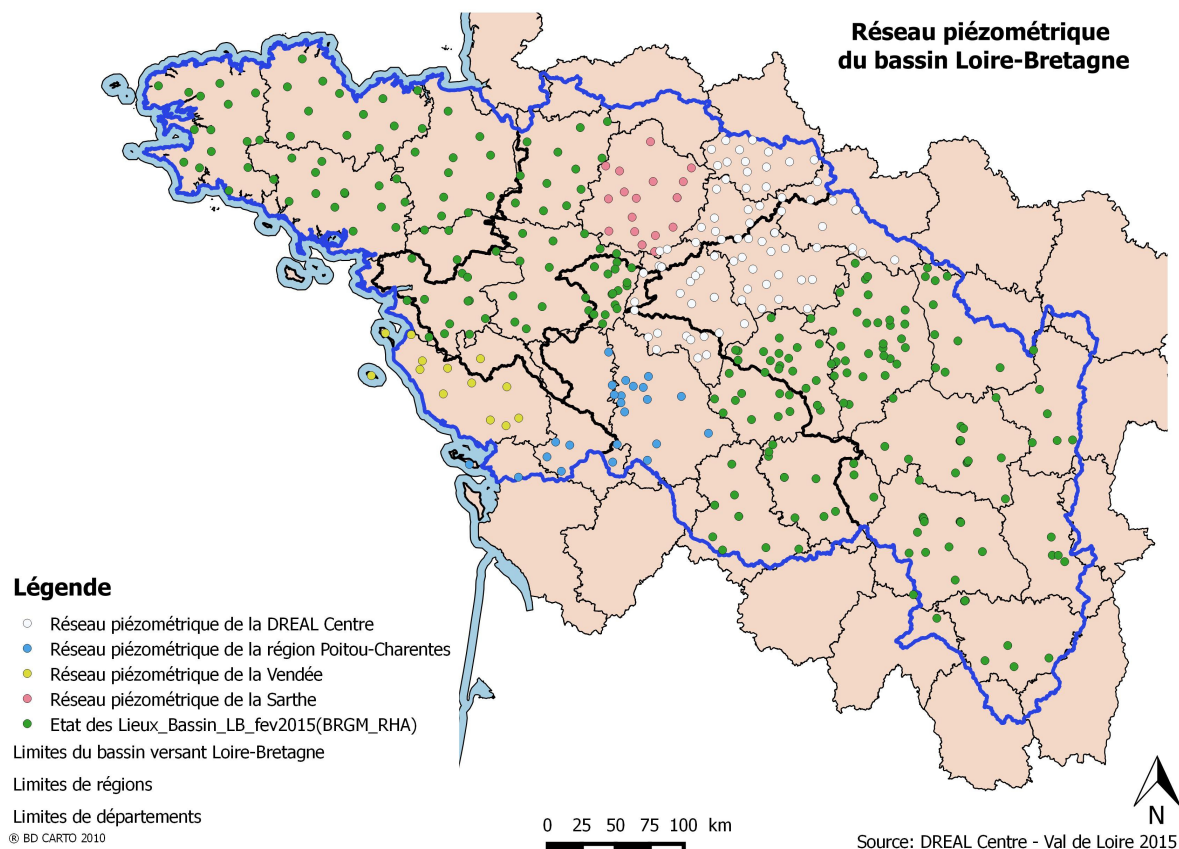 Réseau piézométrique
du bassin Loire-Bretagne
Légende
Réseau piézométrique de la DREAL Centre
Réseau piézométrique de la région Poitou-Charentes
Réseau piézométrique de la Vendée
Réseau piézométrique de la Sarthe
Etat des Lieux_Bassin_LB_fev2015(BRGM_RHA)
Limites du bassin versant Loire-Bretagne
Limites de régions
Limites de départements
® BD CARTO 2010
0 25 50 75 100 km
N
Source: DREAL Centre - Val de Loire 2015